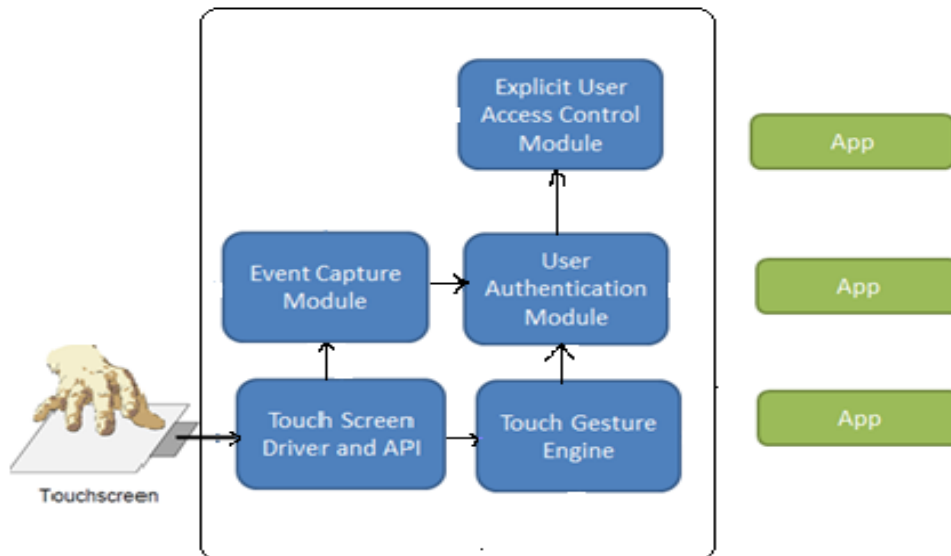 Explicit User
Access Control
Module
App
Event Capture
Module
User
Authentication
Module
App
Touch Screen
Driver and API
Touch Gesture
Engine
App
Touchscreen